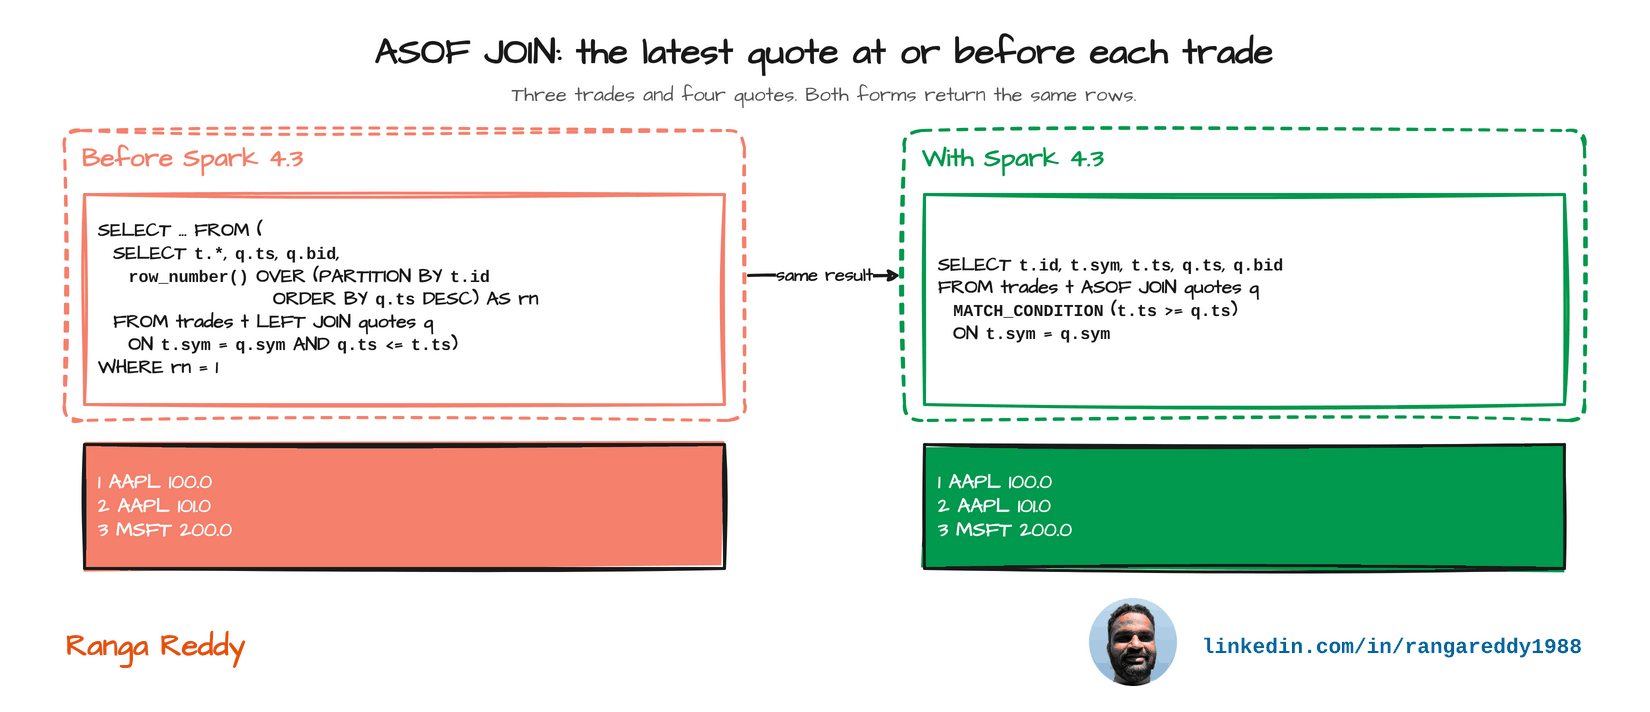 ASOF JOIN: the latest quote at or before each trade
Three trades and four quotes. Both forms return the same rows.
Before Spark 4.3
SELECT … FROM (
SELECT t.*, q.ts, q.bid,
row_number() OVER (PARTITION BY t.id
ORDER BY q.ts DESC) AS rn
FROM trades t LEFT JOIN quotes q
ON t.sym = q.sym AND q.ts <= t.ts)
WHERE rn = 1
same result
With Spark 4.3
SELECT t.id, t.sym, t.ts, q.ts, q.bid
FROM trades t ASOF JOIN quotes q
MATCH_CONDITION (t.ts >= q.ts)
ON t.sym = q.sym
1 AAPL 100.0
2 AAPL 101.0
3 MSFT 200.0
1 AAPL 100.0
2 AAPL 101.0
3 MSFT 200.0
Ranga Reddy
linkedin.com/in/rangareddy1988